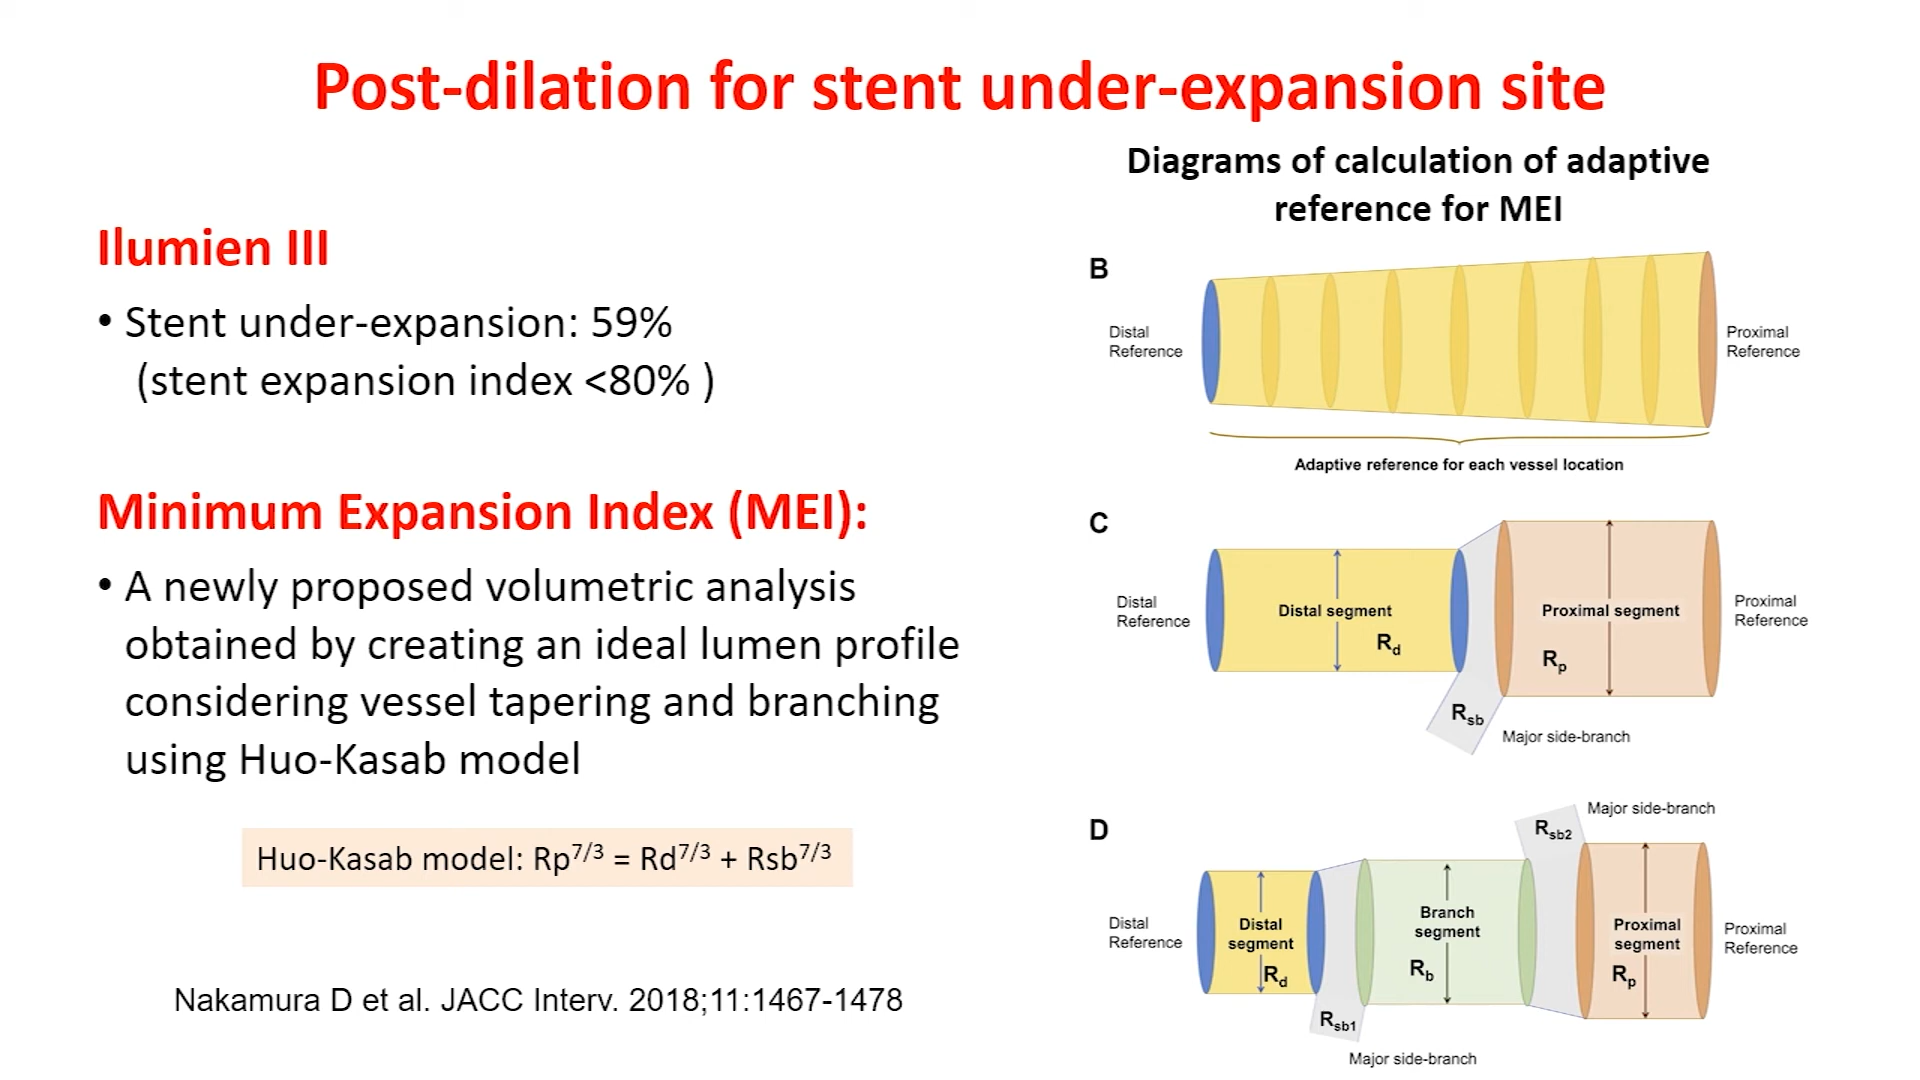 Post-dilation for stent under-expansion site
Ilumien III
• Stent under-expansion: 59%
(stent expansion index <80% )
Minimum Expansion Index (MEI):
• A newly proposed volumetric analysis
obtained by creating an ideal lumen profile
considering vessel tapering and branching
using Huo-Kasab model
Huo-Kasab model: Rp7/3 = Rd7/3 + Rsb7/3
Nakamura D et al. JACC Interv. 2018;11:1467-1478
Diagrams of calculation of adaptive
reference for MEI
B
Distal
Reference
Proximal
Reference
Adaptive reference for each vessel location
C
Distal
Reference
Distal segment
Rd
Proximal segment
Rp
Proximal
Reference
Rsb
Major side-branch
D
Major side-branch
Rsb2
Distal
Reference
Distal
segment
Rd
Branch
segment
Rb
Proximal
segment
Rp
Proximal
Reference
Rsb1
Major side-branch